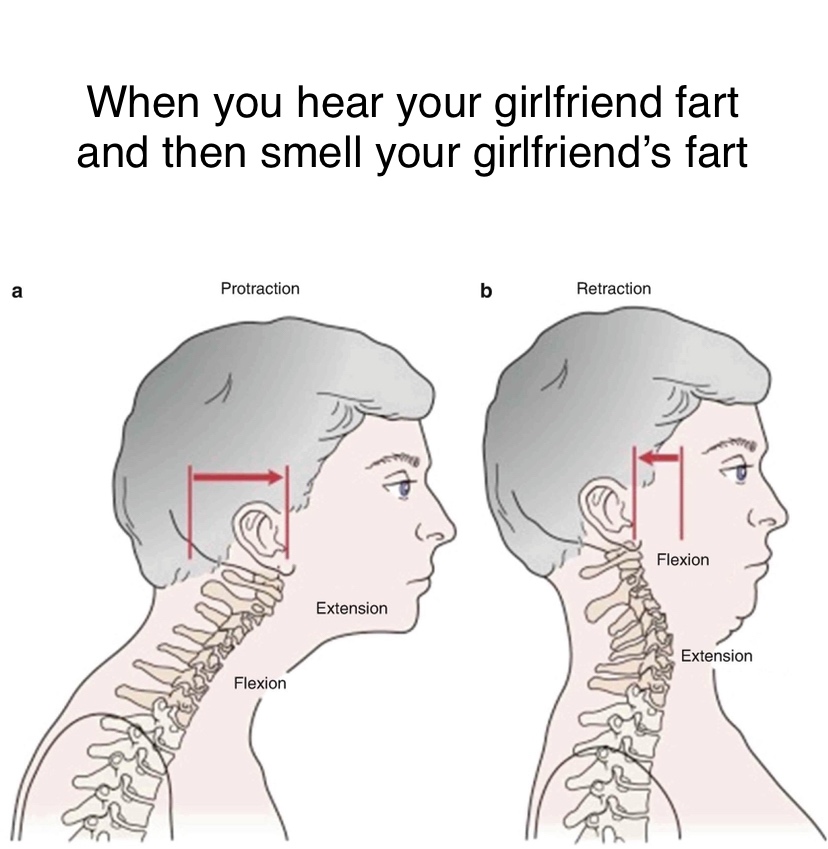 When you hear your girlfriend fart
and then smell your girlfriend’s fart
a
Protraction
Extension
Flexion
b
Retraction
Flexion
Extension